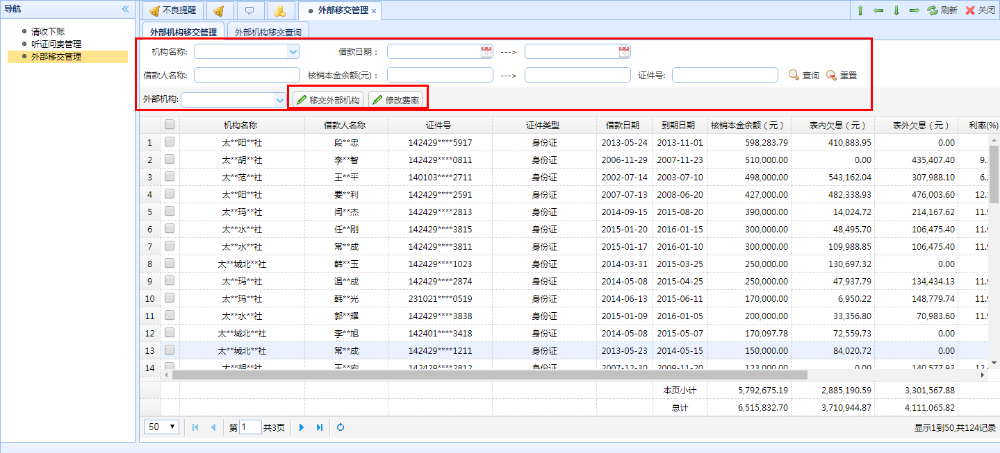 导航
不良提醒
外部移交管理 ×
刷新 关闭
清收下账
听证问责管理
外部移交管理
外部机构移交管理 外部机构移交查询
机构名称: 借款日期: --->
借款人名称: 核销本金余额(元): ---> 证件号: 查询 重置
外部机构: 移交外部机构 修改费率
机构名称 借款人名称 证件号 证件类型 借款日期 到期日期 核销本金余额（元） 表内欠息（元） 表外欠息（元） 利率(%)
1 太**阳**社 段**忠 142429****5917 身份证 2013-05-24 2013-11-01 598,283.79 410,883.95 0.00
2 太**胡**社 李**智 142429****0811 身份证 2006-11-29 2007-11-23 510,000.00 0.00 435,407.40 9.
3 太**范**社 王**平 140103****2711 身份证 2002-07-14 2003-07-10 498,000.00 543,162.04 307,988.10 6.
4 太**阳**社 要**利 142429****2591 身份证 2007-07-13 2008-06-20 427,000.00 482,338.93 476,003.60 12.
5 太**玛**社 闫**杰 142429****2813 身份证 2014-09-15 2015-08-20 390,000.00 14,024.72 214,167.62 11.9
6 太**水**社 任**刚 142429****3815 身份证 2015-01-20 2016-01-15 300,000.00 48,495.70 106,475.40 11.9
7 太**水**社 常**成 142429****3811 身份证 2015-01-17 2016-01-10 300,000.00 109,988.85 106,475.40 11.9
8 太**城北**社 韩**玉 142429****1023 身份证 2014-03-31 2015-03-25 250,000.00 130,697.32 0.00
9 太**玛**社 温**成 142429****2874 身份证 2014-05-08 2015-04-25 250,000.00 47,937.79 134,434.13 11.9
10 太**玛**社 韩**光 231021****0519 身份证 2014-06-13 2015-06-11 170,000.00 6,950.22 148,779.74 11.9
11 太**水**社 郭**耀 142429****3838 身份证 2015-01-09 2016-01-05 200,000.00 33,356.80 70,983.60 11.9
12 太**城北**社 李**旭 142401****3418 身份证 2014-05-08 2015-05-07 170,097.78 72,559.73 0.00
13 太**城北**社 常**成 142429****1211 身份证 2013-05-23 2014-05-15 150,000.00 84,020.72 0.00
14 太**胡**社 王**安 142429****2812 身份证 2007-12-30 2009-11-20 123,000.00 0.00 140,577.93 12.
本页小计 5,792,675.19 2,885,190.59 3,301,567.88
总计 6,515,832.70 3,710,944.87 4,111,065.82
50 第 1 共3页 显示1到50,共124记录